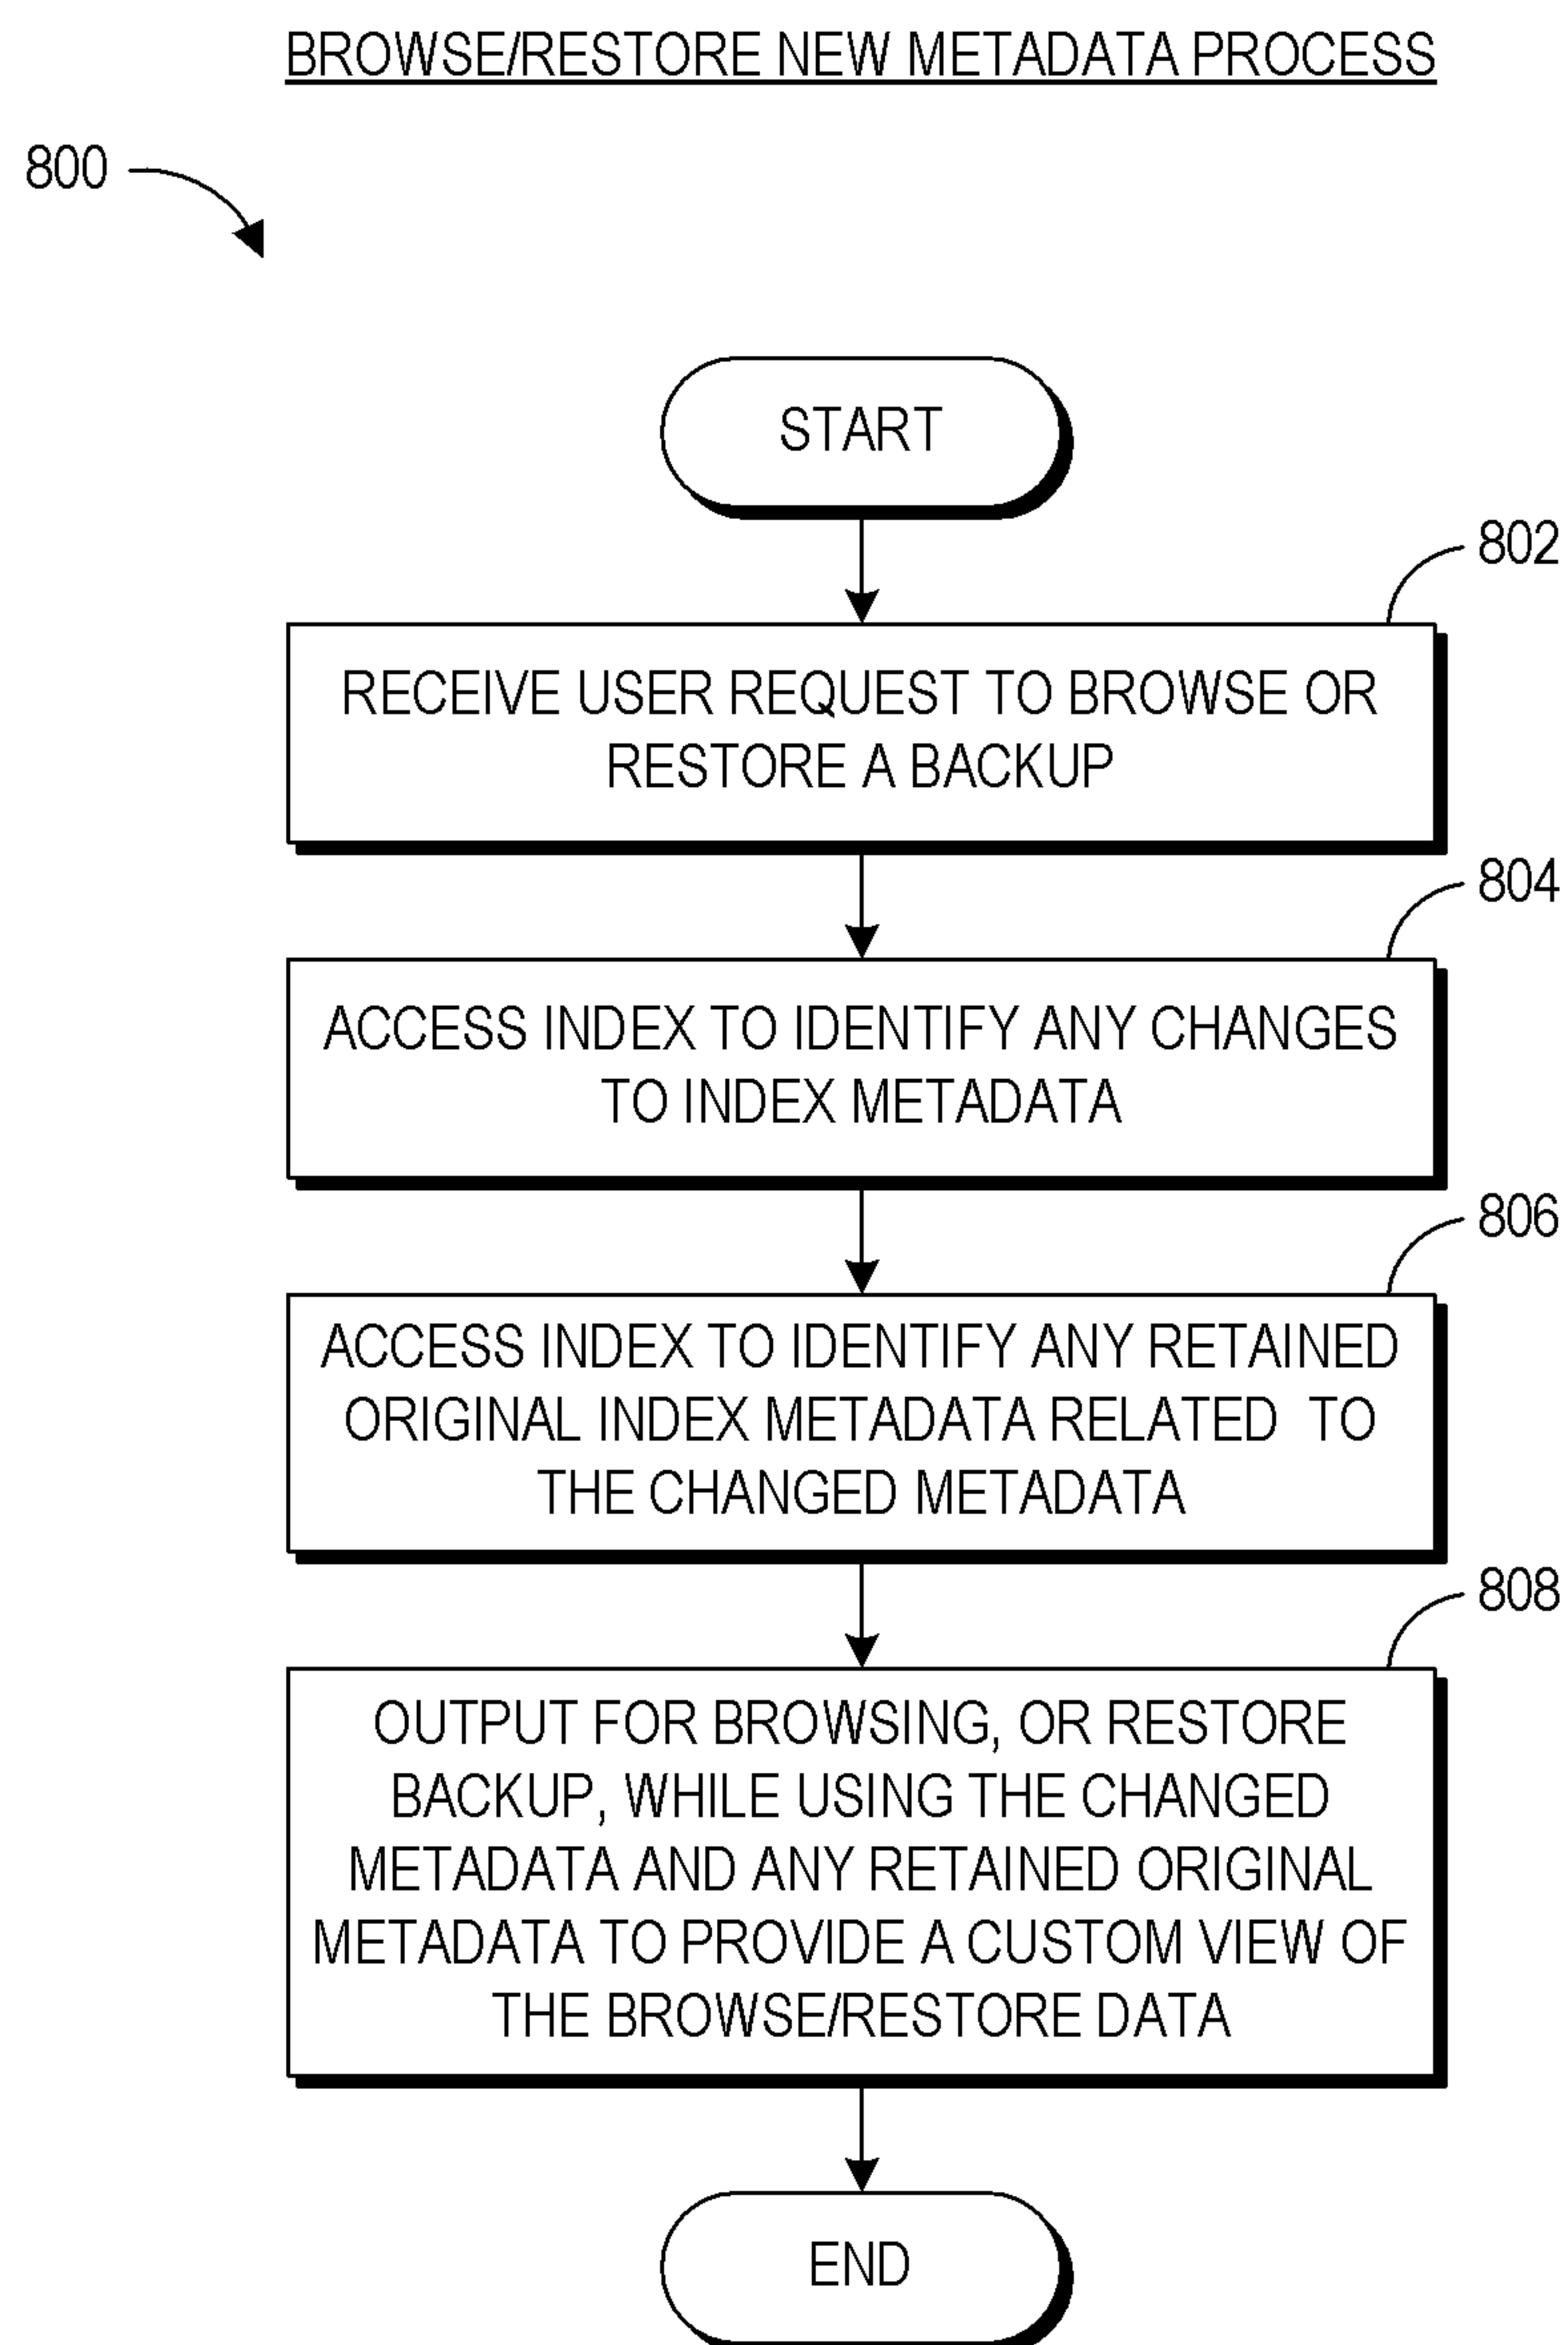 BROWSE/RESTORE NEW METADATA PROCESS
800
START
802
RECEIVE USER REQUEST TO BROWSE OR
RESTORE A BACKUP
804
ACCESS INDEX TO IDENTIFY ANY CHANGES
TO INDEX METADATA
806
ACCESS INDEX TO IDENTIFY ANY RETAINED
ORIGINAL INDEX METADATA RELATED TO
THE CHANGED METADATA
808
OUTPUT FOR BROWSING, OR RESTORE
BACKUP, WHILE USING THE CHANGED
METADATA AND ANY RETAINED ORIGINAL
METADATA TO PROVIDE A CUSTOM VIEW OF
THE BROWSE/RESTORE DATA
END